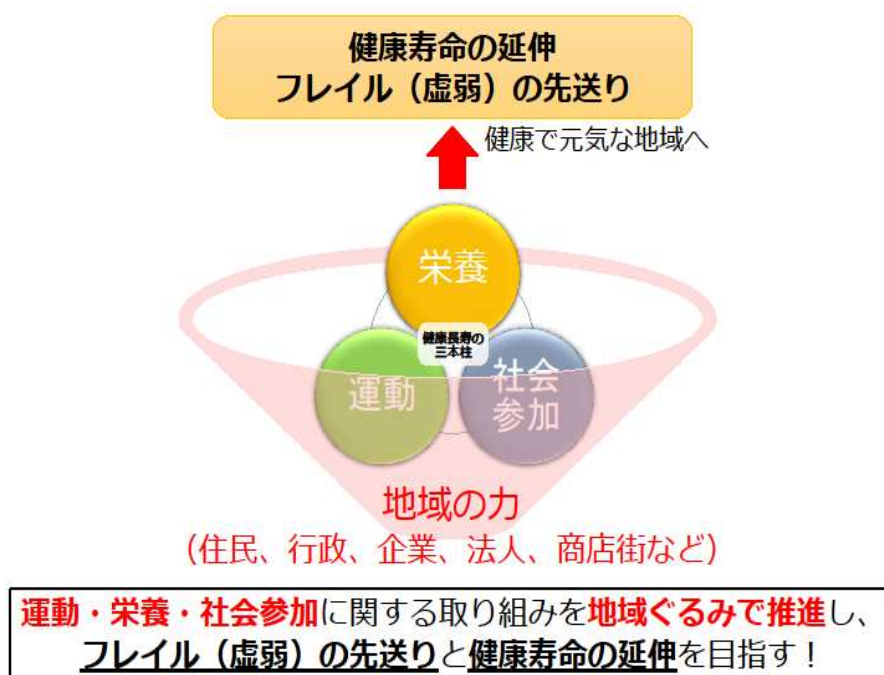 健康寿命の延伸
フレイル（虚弱）の先送り
健康で元気な地域へ
栄養
健康長寿の
三本柱
運動
社会
参加
地域の力
（住民、行政、企業、法人、商店街など）
運動・栄養・社会参加に関する取り組みを地域ぐるみで推進し、
フレイル（虚弱）の先送りと健康寿命の延伸を目指す！